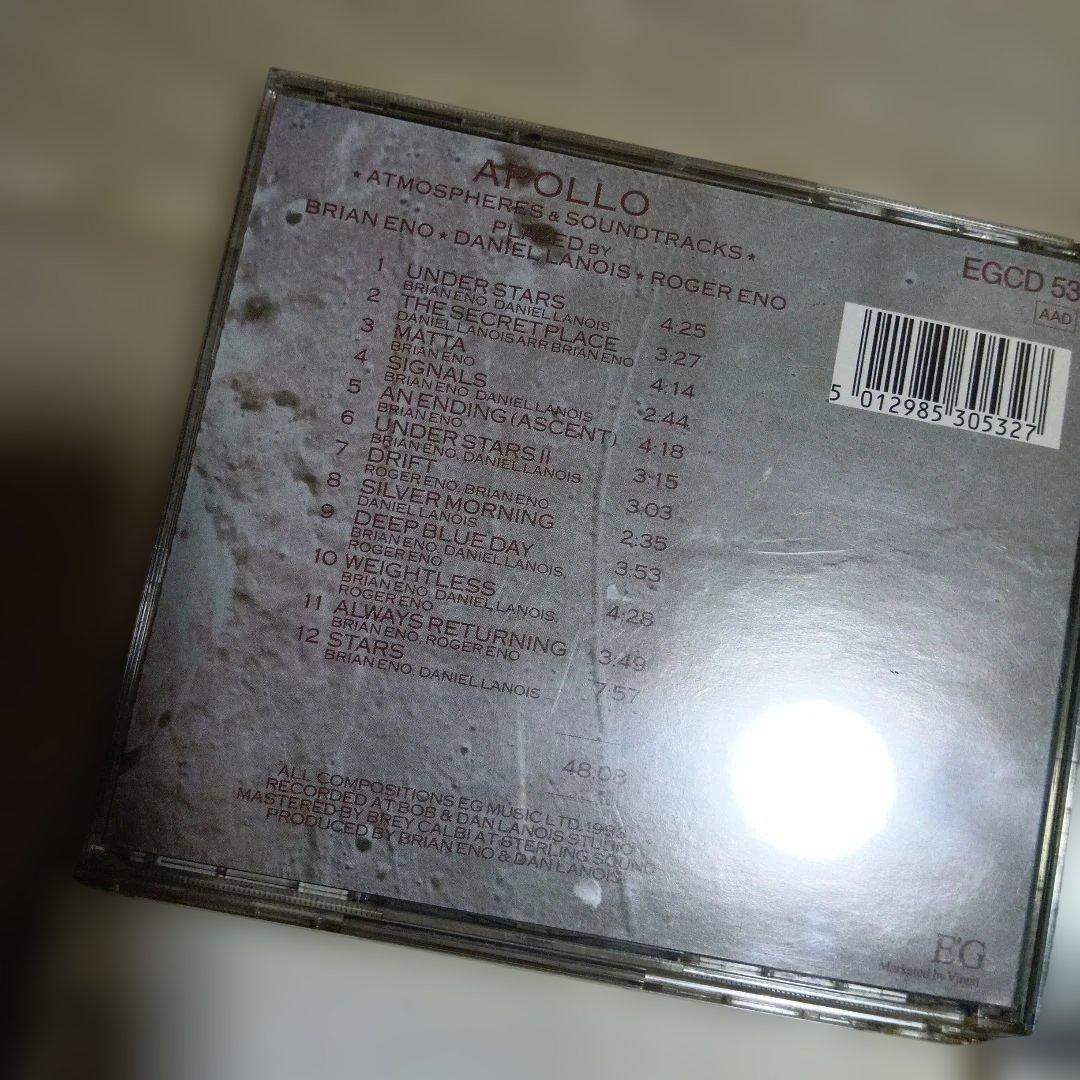 APOLLO
★ ATMOSPHERES & SOUNDTRACKS ★
PLAYED BY
BRIAN ENO ★ DANIEL LANOIS ★ ROGER ENO
EGCD 53
AAD
5 012985 305327
1 UNDER STARS 4:25
BRIAN ENO, DANIEL LANOIS
2 THE SECRET PLACE 3:27
DANIEL LANOIS ARR BRIAN ENO
3 MATTA 4:14
BRIAN ENO
4 SIGNALS 2:44
BRIAN ENO, DANIEL LANOIS
5 AN ENDING (ASCENT) 4:18
BRIAN ENO
6 UNDER STARS II 3:15
BRIAN ENO, DANIEL LANOIS
7 DRIFT 3:03
ROGER ENO, BRIAN ENO
8 SILVER MORNING 2:35
DANIEL LANOIS
9 DEEP BLUE DAY 3:53
BRIAN ENO, DANIEL LANOIS,
ROGER ENO
10 WEIGHTLESS 4:28
BRIAN ENO, DANIEL LANOIS,
ROGER ENO
11 ALWAYS RETURNING 3:49
BRIAN ENO, ROGER ENO
12 STARS 7:57
BRIAN ENO, DANIEL LANOIS
48:08
ALL COMPOSITIONS EG MUSIC LTD. 1983
RECORDED AT BOB & DAN LANOIS STUDIO
MASTERED BY BREY CALBI AT STERLING SOUND
PRODUCED BY BRIAN ENO & DAN LANOIS
E'G
Marketed by Virgin